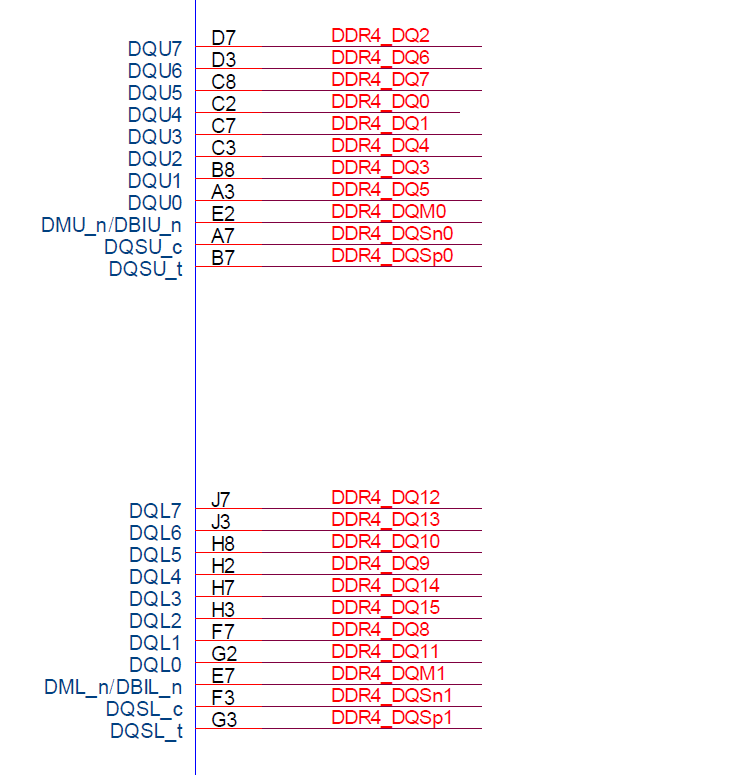 DQU7 D7 DDR4_DQ2
DQU6 D3 DDR4_DQ6
DQU5 C8 DDR4_DQ7
DQU4 C2 DDR4_DQ0
DQU3 C7 DDR4_DQ1
DQU2 C3 DDR4_DQ4
DQU1 B8 DDR4_DQ3
DQU0 A3 DDR4_DQ5
DMU_n/DBIU_n E2 DDR4_DQM0
DQSU_c A7 DDR4_DQSn0
DQSU_t B7 DDR4_DQSp0
DQL7 J7 DDR4_DQ12
DQL6 J3 DDR4_DQ13
DQL5 H8 DDR4_DQ10
DQL4 H2 DDR4_DQ9
DQL3 H7 DDR4_DQ14
DQL2 H3 DDR4_DQ15
DQL1 F7 DDR4_DQ8
DQL0 G2 DDR4_DQ11
DML_n/DBIL_n E7 DDR4_DQM1
DQSL_c F3 DDR4_DQSn1
DQSL_t G3 DDR4_DQSp1